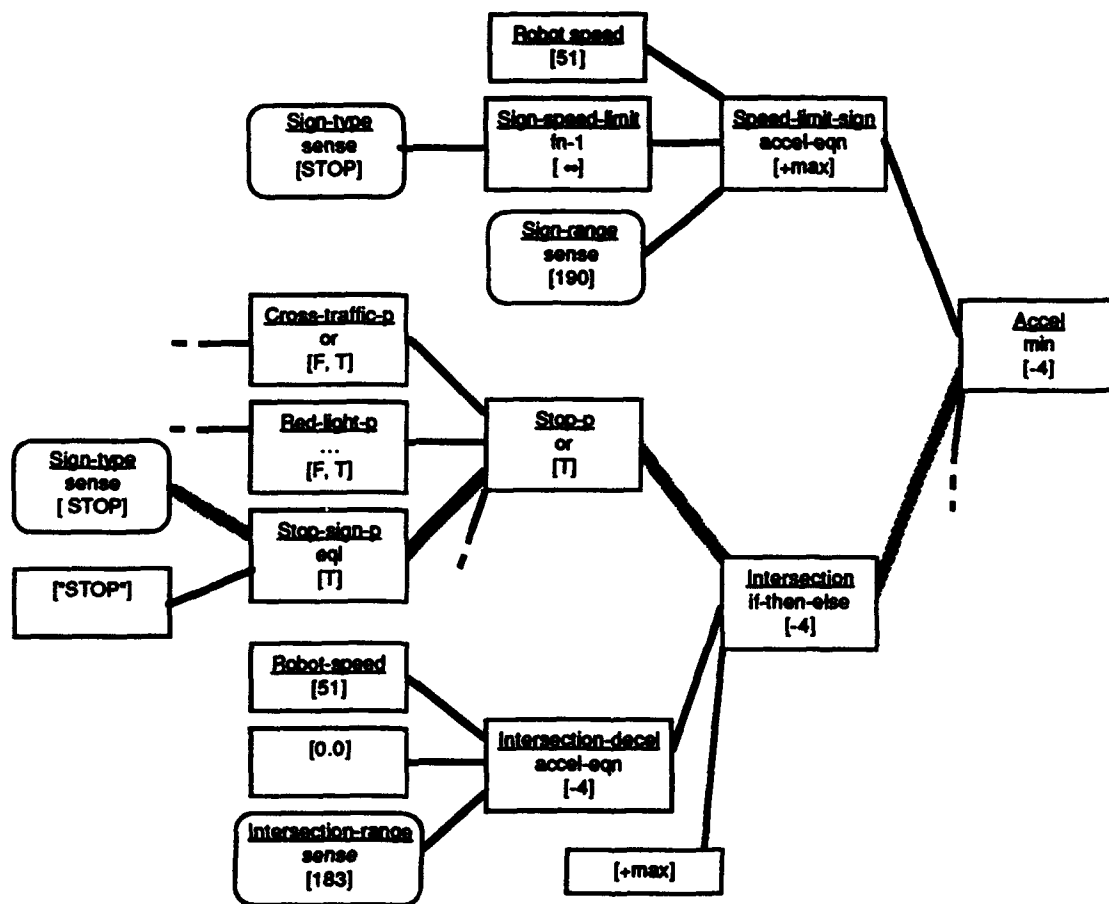 Robot speed
[51]
Sign-type
sense
[STOP]
Sign-speed-limit
fn-1
[ ∞]
Speed-limit-sign
accel-eqn
[+max]
Sign-range
sense
[190]
Cross-traffic-p
or
[F, T]
Accel
min
[-4]
Red-light-p
...
[F, T]
Stop-p
or
[T]
Sign-type
sense
[ STOP]
Stop-sign-p
eql
[T]
["STOP"]
Intersection
if-then-else
[-4]
Robot-speed
[51]
[0.0]
Intersection-decel
accel-eqn
[-4]
Intersection-range
sense
[183]
[+max]